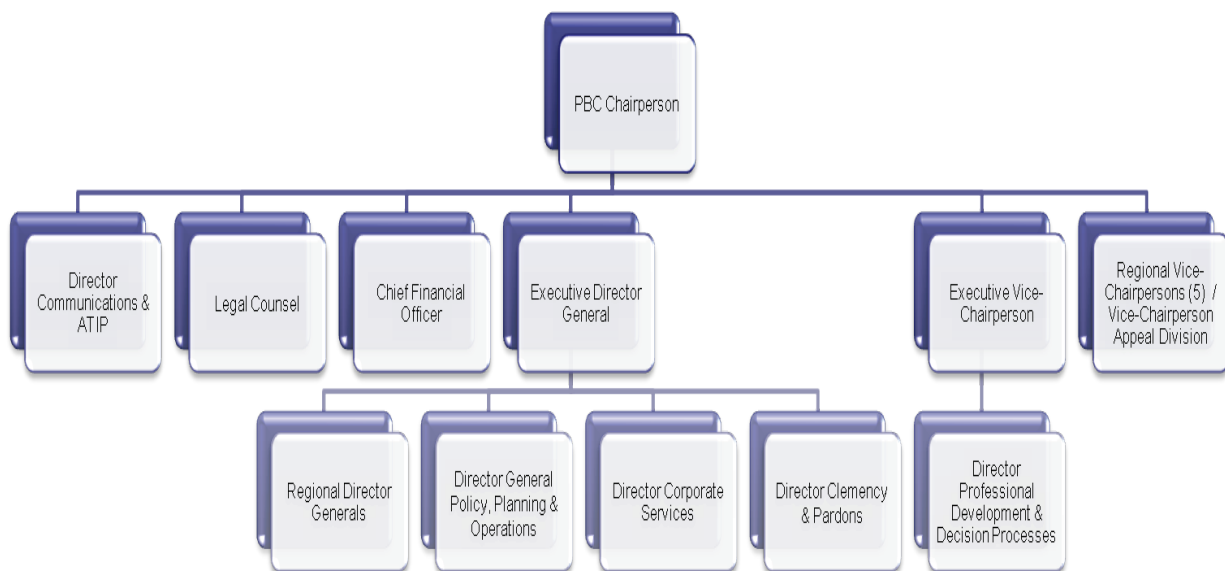 PBC Chairperson
Director
Communications &
ATIP
Legal Counsel
Chief Financial
Officer
Executive Director
General
Executive Vice-
Chairperson
Regional Vice-
Chairpersons (5) /
Vice-Chairperson
Appeal Division
Regional Director
Generals
Director General
Policy, Planning &
Operations
Director Corporate
Services
Director Clemency
& Pardons
Director
Professional
Development &
Decision Processes